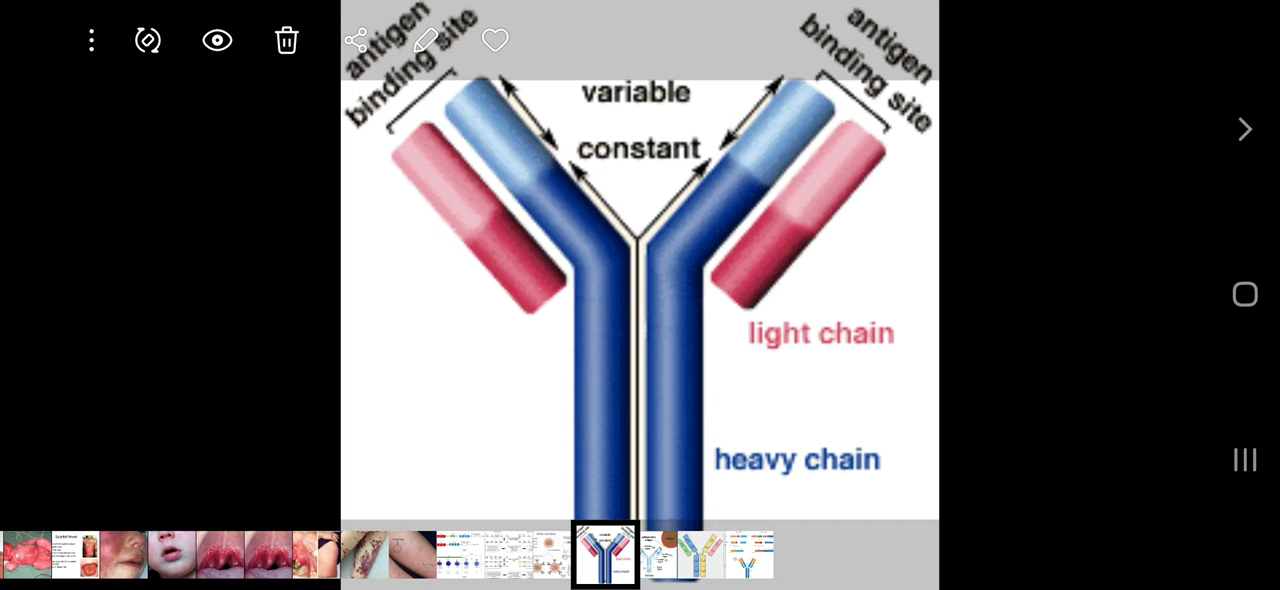 antigen
binding site
antigen
binding site
variable
constant
light chain
heavy chain